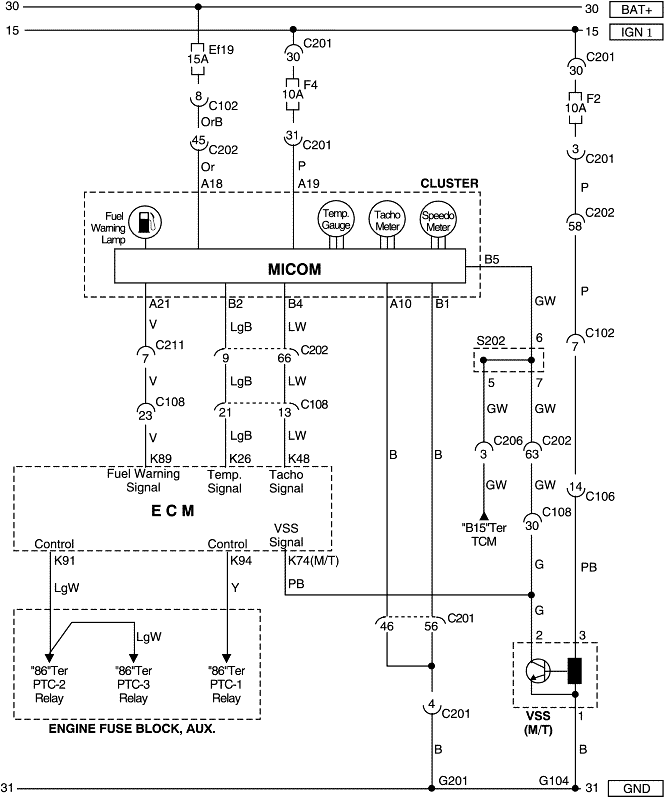 30 30 BAT+
15 15 IGN 1
Ef19 15A
C201 30
F4 10A
C201 30
F2 10A
8 C102
OrB
45 C202
Or
A18
31 C201
P
A19
3 C201
P
C202 58
P
C102 7
CLUSTER
Fuel
Warning
Lamp
Temp.
Gauge
Tacho
Meter
Speedo
Meter
MICOM
B5
GW
A21 B2 B4 A10 B1
V LgB LW
C211 7
9 66 C202
V LgB LW
C108 23
21 13 C108
V LgB LW
K89 K26 K48
S202 6
5 7
GW GW
C206 3
C202 63
GW GW
"B15"Ter
TCM
C108 30
G
14 C106
PB
B B
Fuel Warning
Signal
Temp.
Signal
Tacho
Signal
ECM
VSS
Signal
Control Control
K91 K94 K74(M/T)
LgW Y PB
LgW
"86"Ter
PTC-2
Relay
"86"Ter
PTC-3
Relay
"86"Ter
PTC-1
Relay
ENGINE FUSE BLOCK, AUX.
46 56 C201
4 C201
B
G
2 3
VSS
(M/T)
1
B
31 G201 G104 31 GND